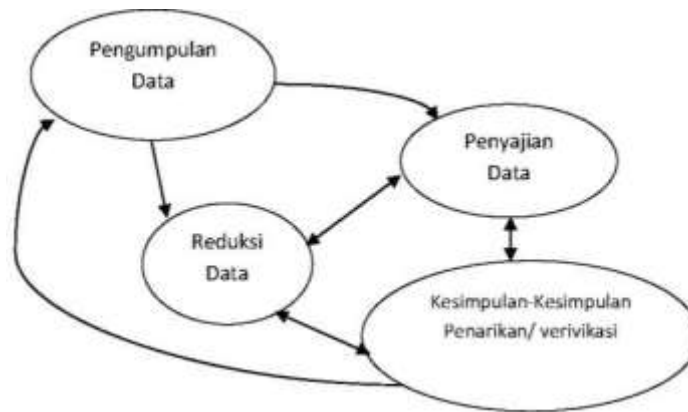 Pengumpulan
Data
Penyajian
Data
Reduksi
Data
Kesimpulan-Kesimpulan
Penarikan/ verivikasi